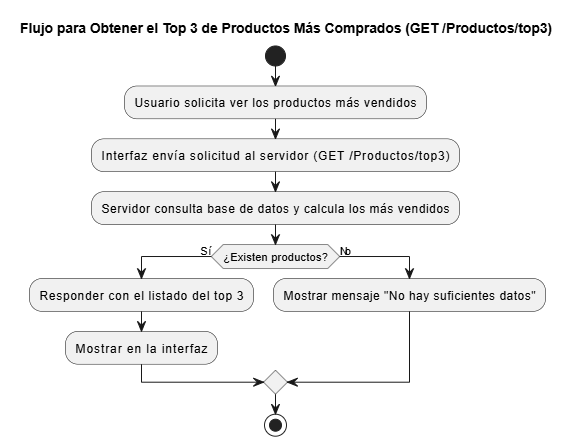 Flujo para Obtener el Top 3 de Productos Más Comprados (GET /Productos/top3)
Usuario solicita ver los productos más vendidos
Interfaz envía solicitud al servidor (GET /Productos/top3)
Servidor consulta base de datos y calcula los más vendidos
Sí
¿Existen productos?
No
Responder con el listado del top 3
Mostrar mensaje "No hay suficientes datos"
Mostrar en la interfaz